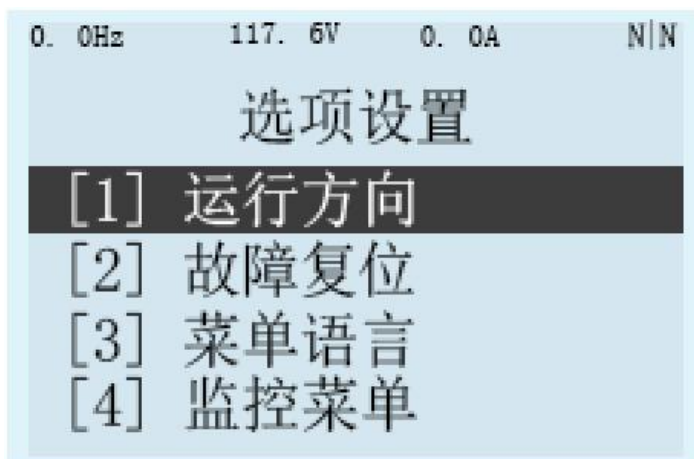 0. 0Hz 117. 6V 0. 0A N|N
选项设置
[1] 运行方向
[2] 故障复位
[3] 菜单语言
[4] 监控菜单